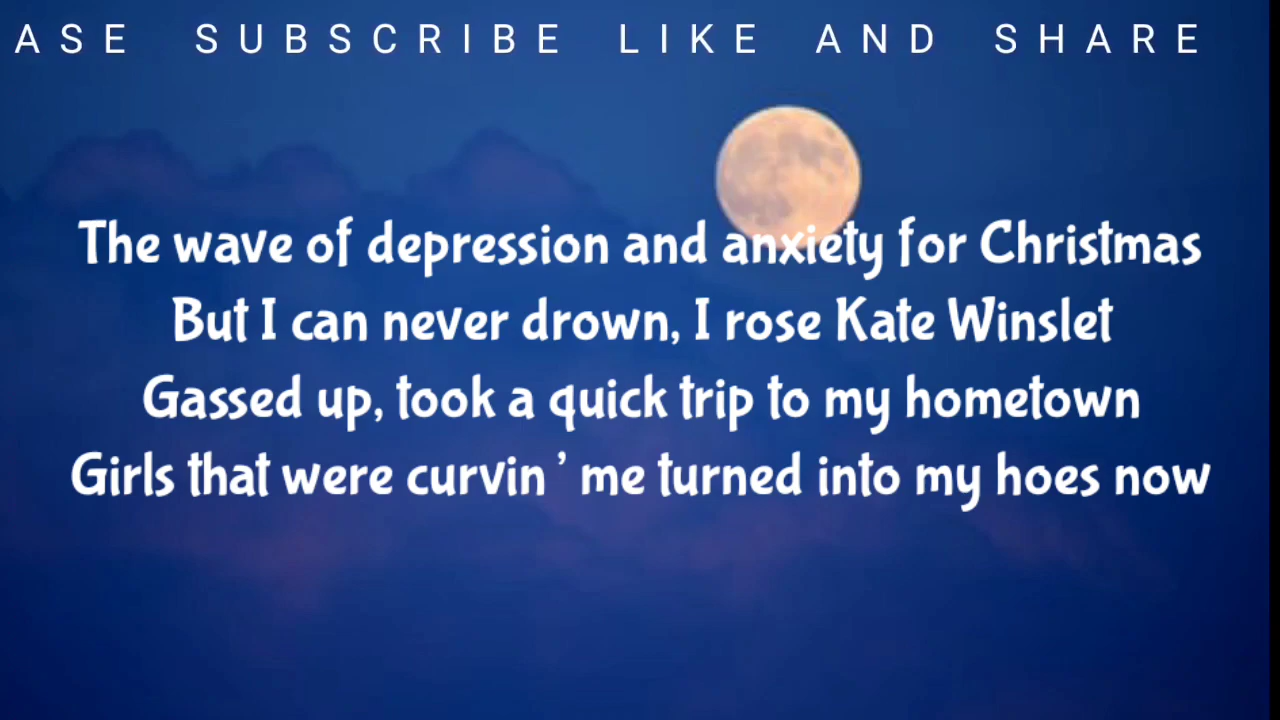 ASE SUBSCRIBE LIKE AND SHARE
The wave of depression and anxiety for Christmas
But I can never drown, I rose Kate Winslet
Gassed up, took a quick trip to my hometown
Girls that were curvin ’ me turned into my hoes now